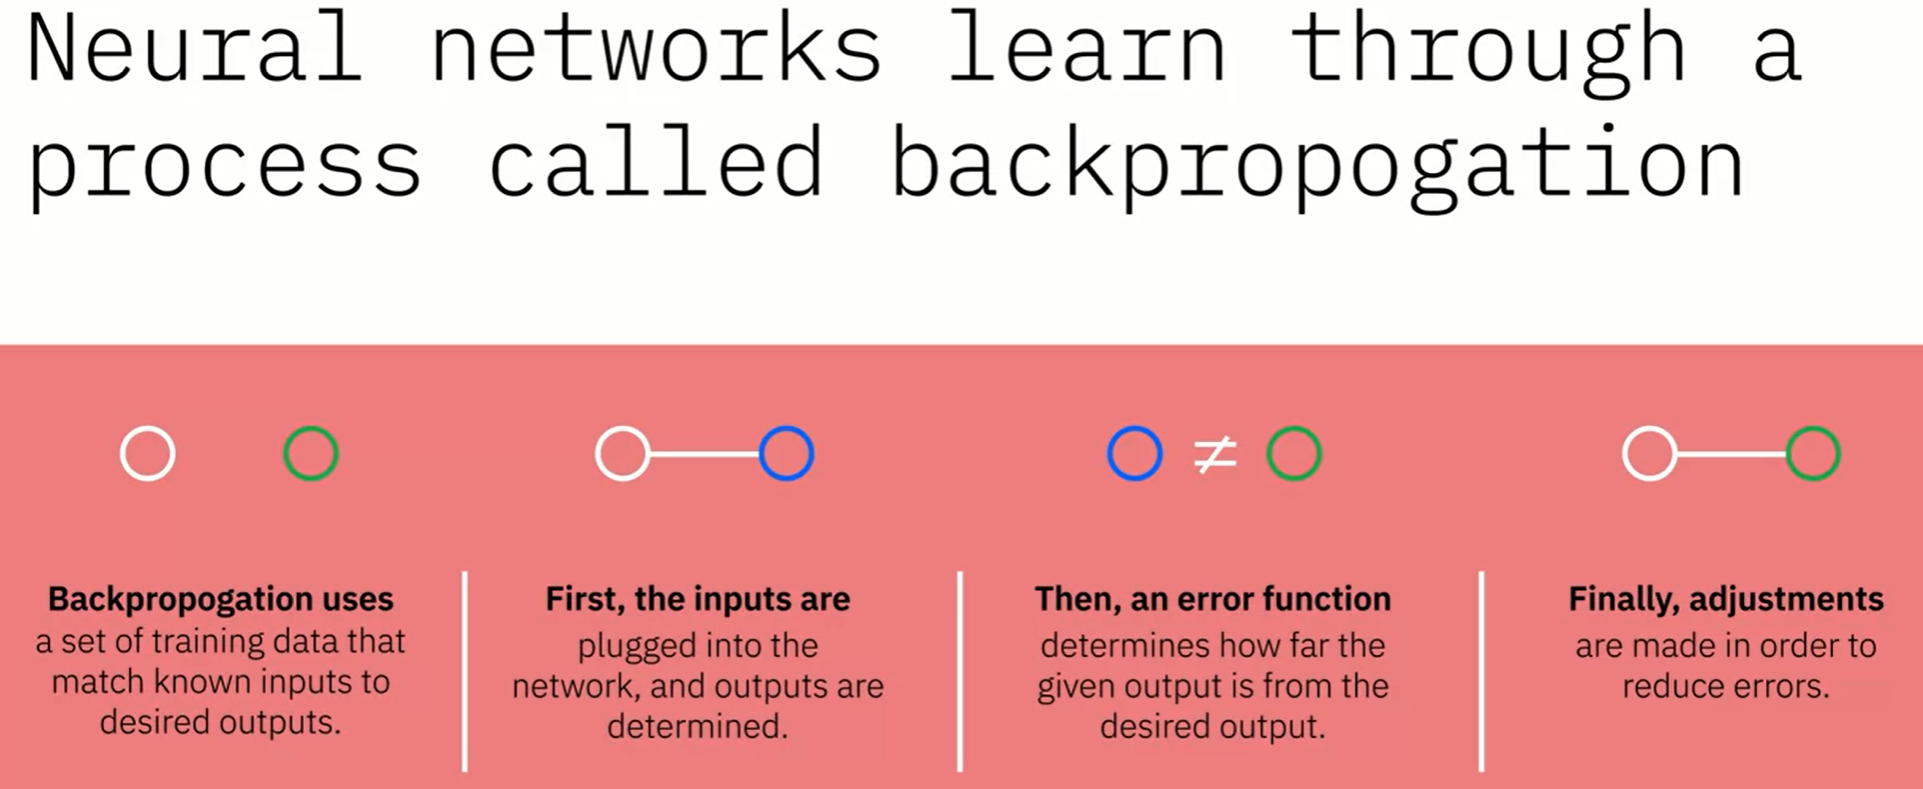 Neural networks learn through a
process called backpropogation
≠
Backpropogation uses
a set of training data that
match known inputs to
desired outputs.
First, the inputs are
plugged into the
network, and outputs are
determined.
Then, an error function
determines how far the
given output is from the
desired output.
Finally, adjustments
are made in order to
reduce errors.